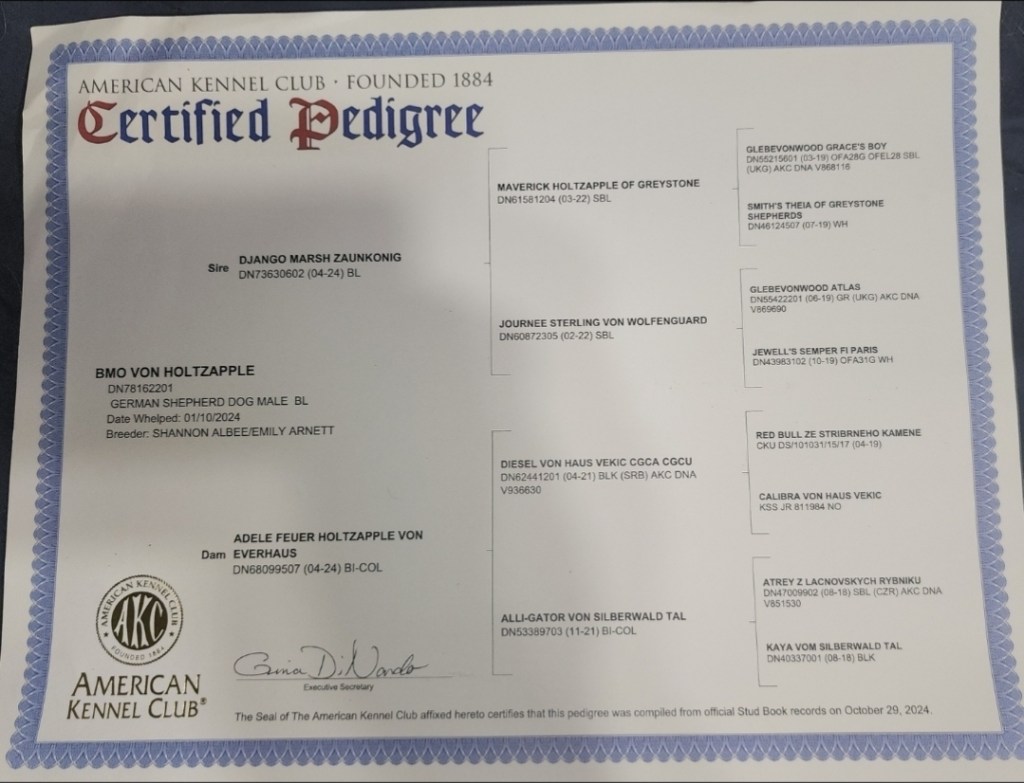 AMERICAN KENNEL CLUB · FOUNDED 1884
Certified Pedigree
GLEBEVONWOOD GRACE'S BOY
DN55215601 (03-19) OFA28G OFEL28 SBL
(UKG) AKC DNA V868116
MAVERICK HOLTZAPPLE OF GREYSTONE
DN61581204 (03-22) SBL
SMITH'S THEIA OF GREYSTONE
SHEPHERDS
DN46124507 (07-19) WH
Sire DJANGO MARSH ZAUNKONIG
DN73630602 (04-24) BL
GLEBEVONWOOD ATLAS
DN55422201 (06-19) GR (UKG) AKC DNA
V869690
JOURNEE STERLING VON WOLFENGUARD
DN60872305 (02-22) SBL
JEWELL'S SEMPER FI PARIS
DN43983102 (10-19) OFA31G WH
BMO VON HOLTZAPPLE
DN78162201
GERMAN SHEPHERD DOG MALE BL
Date Whelped: 01/10/2024
Breeder: SHANNON ALBEE/EMILY ARNETT
RED BULL ZE STRIBRNEHO KAMENE
CKU DS/101031/15/17 (04-19)
DIESEL VON HAUS VEKIC CGCA CGCU
DN62441201 (04-21) BLK (SRB) AKC DNA
V936630
CALIBRA VON HAUS VEKIC
KSS JR 811984 NO
Dam ADELE FEUER HOLTZAPPLE VON
EVERHAUS
DN68099507 (04-24) BI-COL
ATREY Z LACNOVSKYCH RYBNIKU
DN47009902 (08-18) SBL (CZR) AKC DNA
V851530
ALLI-GATOR VON SILBERWALD TAL
DN53389703 (11-21) BI-COL
KAYA VOM SILBERWALD TAL
DN40337001 (08-18) BLK
AMERICAN KENNEL CLUB
AKC
FOUNDED 1884
Gina DiNardo
Executive Secretary
AMERICAN
KENNEL CLUB®
The Seal of The American Kennel Club affixed hereto certifies that this pedigree was compiled from official Stud Book records on October 29, 2024.